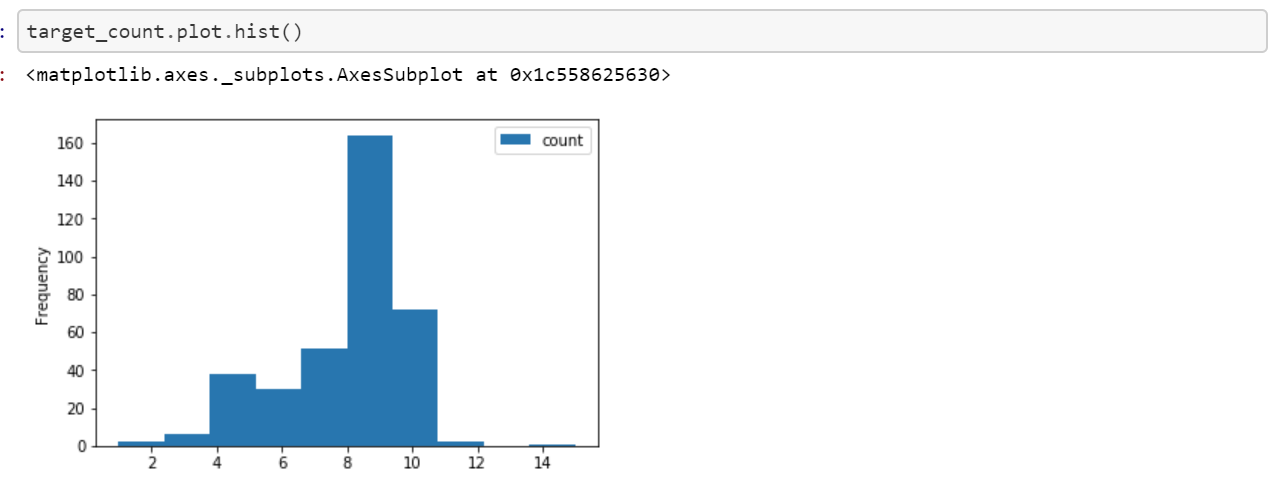 : target_count.plot.hist()
: <matplotlib.axes._subplots.AxesSubplot at 0x1c558625630>
count
160
140
120
100
80
60
40
20
0
Frequency
2 4 6 8 10 12 14